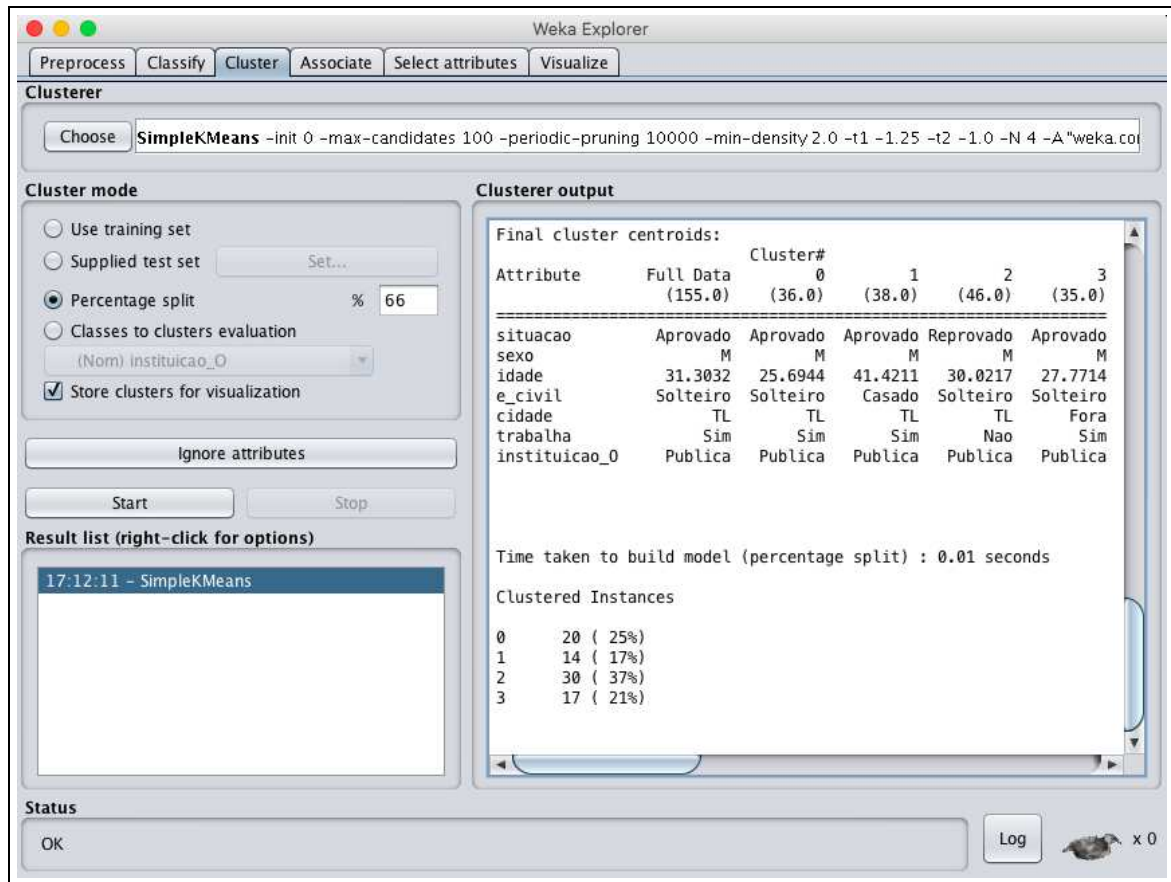 Weka Explorer
Preprocess Classify Cluster Associate Select attributes Visualize
Clusterer
Choose SimpleKMeans -init 0 -max-candidates 100 -periodic-pruning 10000 -min-density 2.0 -t1 -1.25 -t2 -1.0 -N 4 -A "weka.co
Cluster mode
Use training set
Supplied test set Set...
Percentage split % 66
Classes to clusters evaluation
(Nom) instituicao_O
Store clusters for visualization
Ignore attributes
Start Stop
Result list (right-click for options)
17:12:11 - SimpleKMeans
Clusterer output
Final cluster centroids:
Cluster#
Attribute Full Data 0 1 2 3
(155.0) (36.0) (38.0) (46.0) (35.0)
=======================================================================
situacao Aprovado Aprovado Aprovado Reprovado Aprovado
sexo M M M M M
idade 31.3032 25.6944 41.4211 30.0217 27.7714
e_civil Solteiro Solteiro Casado Solteiro Solteiro
cidade TL TL TL TL Fora
trabalha Sim Sim Sim Nao Sim
instituicao_O Publica Publica Publica Publica Publica
Time taken to build model (percentage split) : 0.01 seconds
Clustered Instances
0 20 ( 25%)
1 14 ( 17%)
2 30 ( 37%)
3 17 ( 21%)
Status
OK
Log x 0